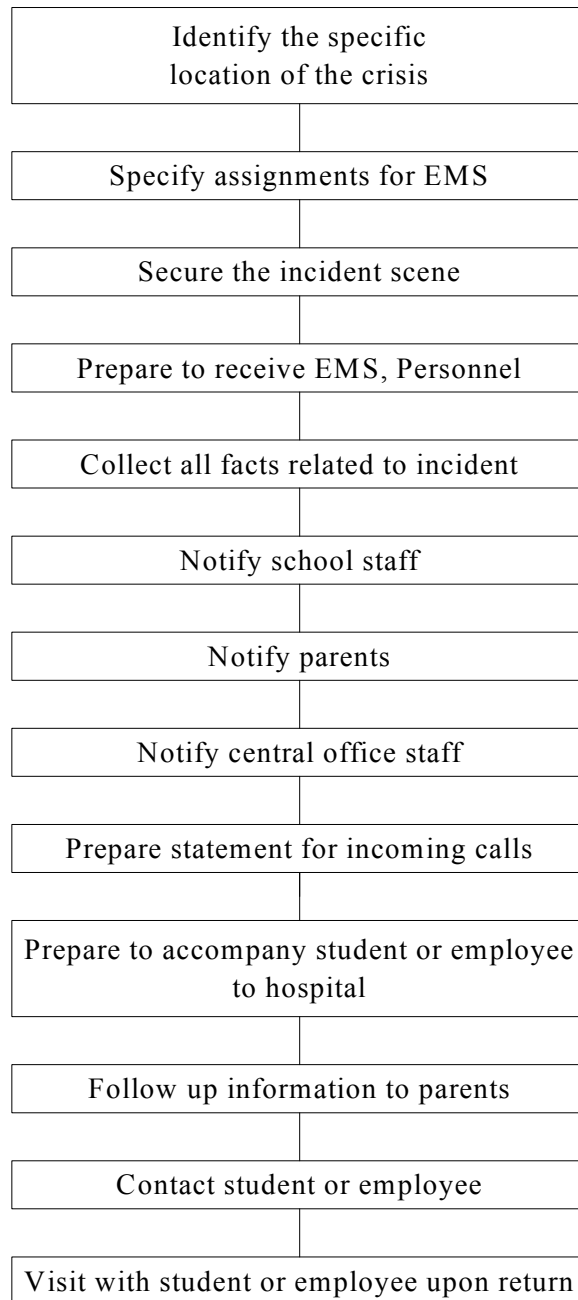 Identify the specific
location of the crisis
Specify assignments for EMS
Secure the incident scene
Prepare to receive EMS, Personnel
Collect all facts related to incident
Notify school staff
Notify parents
Notify central office staff
Prepare statement for incoming calls
Prepare to accompany student or employee
to hospital
Follow up information to parents
Contact student or employee
Visit with student or employee upon return